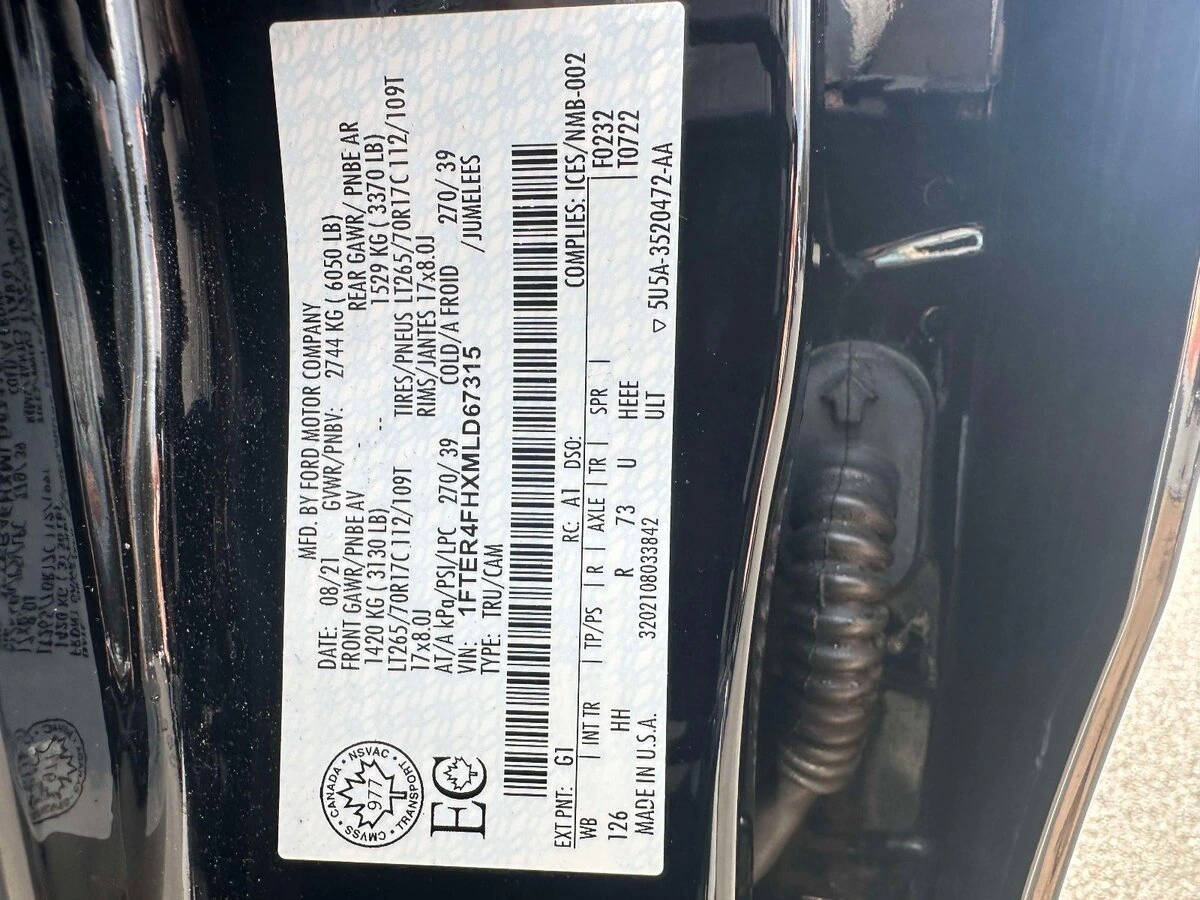 MFD. BY FORD MOTOR COMPANY
DATE: 08/21 GVWR/PNBV: 2744 KG ( 6050 LB)
FRONT GAWR/PNBE AV REAR GAWR/ PNBE AR
1420 KG ( 3130 LB) -- 1529 KG ( 3370 LB)
LT265/70R17C 112/109T TIRES/PNEUS LT265/70R17C 112/109T
17x8.0J RIMS/JANTES 17x8.0J
AT/A kPa/PSI/LPC 270/ 39 COLD/A FROID 270/ 39
VIN: 1FTER4FHXMLD67315 /JUMELEES
TYPE: TRU/CAM
CANADA • NSVAC • TRANSPORT • CMVSS •
977
EC
COMPLIES: ICES/NMB-002
EXT PNT: G1 RC: A1 DSO: F0232
WB | INT TR | TP/PS | R | AXLE | TR | SPR | T0722
126 HH R 73 U HEEE
ULT
MADE IN U.S.A. 3202108033842 ▽ 5U5A-3520472-AA